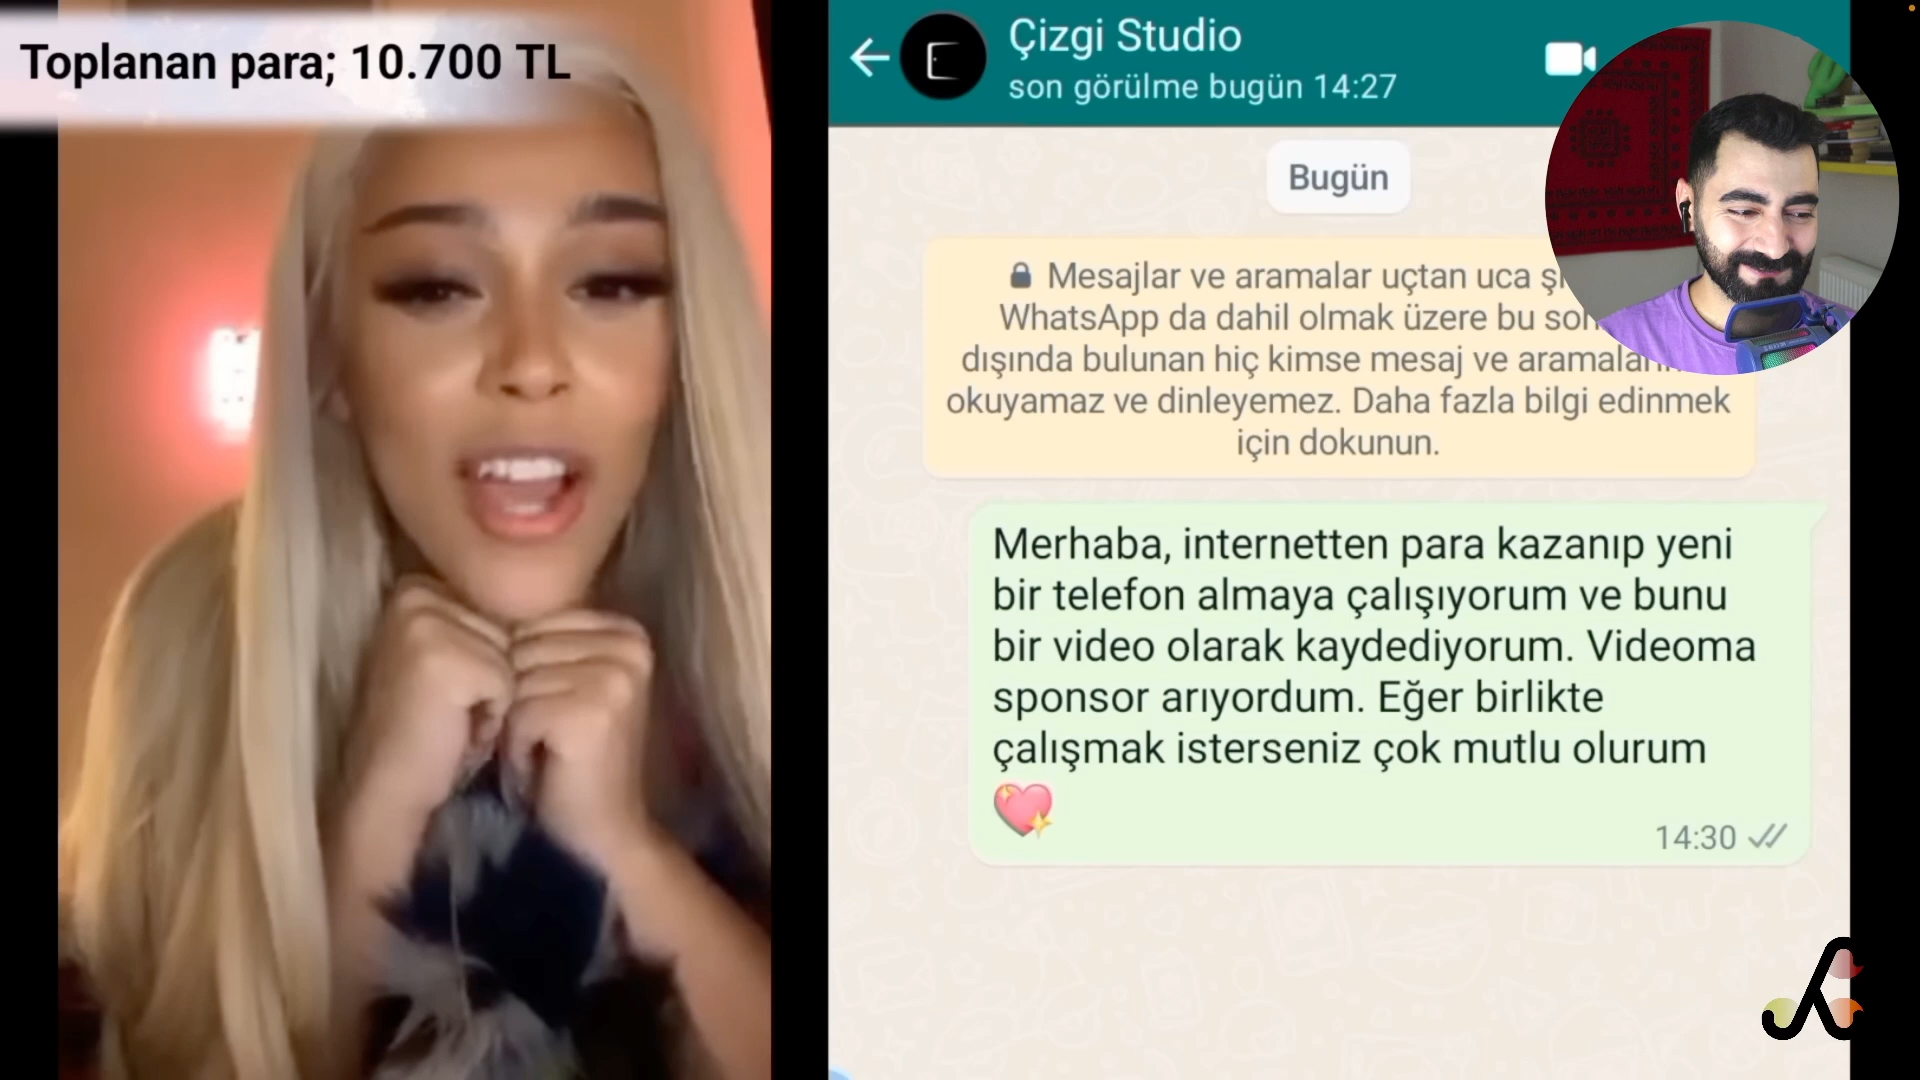 Toplanan para; 10.700 TL
Çizgi Studio
son görülme bugün 14:27
Bugün
Mesajlar ve aramalar uçtan uca
WhatsApp da dahil olmak üzere bu
dışında bulunan hiç kimse mesaj ve
okuyamaz ve dinleyemez. Daha fazla bilgi edinmek
için dokunun.
Merhaba, internetten para kazanıp yeni
bir telefon almaya çalışıyorum ve bunu
bir video olarak kaydediyorum. Videoma
sponsor arıyordum. Eğer birlikte
çalışmak isterseniz çok mutlu olurum
💖
14:30